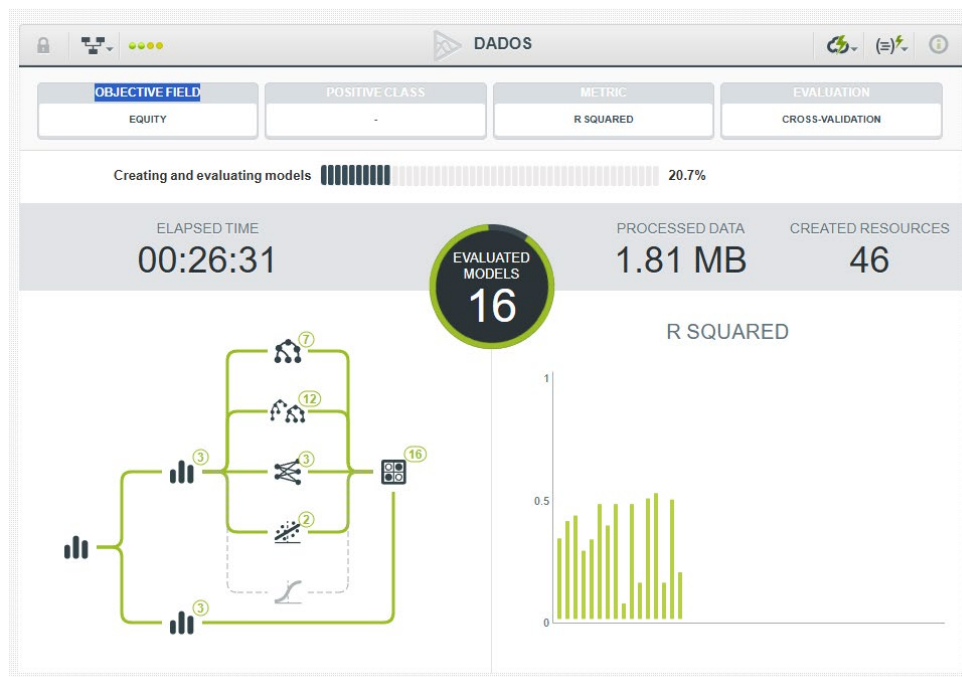 DADOS
(=)
OBJECTIVE FIELD
POSITIVE CLASS
METRIC
EVALUATION
EQUITY
-
R SQUARED
CROSS-VALIDATION
Creating and evaluating models
20.7%
ELAPSED TIME
00:26:31
EVALUATED
MODELS
16
PROCESSED DATA
1.81 MB
CREATED RESOURCES
46
7
12
3
3
16
2
3
R SQUARED
1
0.5
0